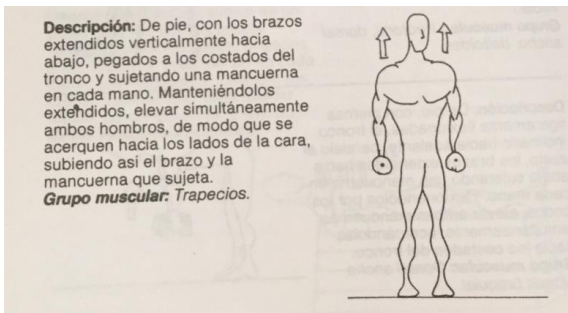 Descripción: De pie, con los brazos
extendidos verticalmente hacia
abajo, pegados a los costados del
tronco y sujetando una mancuerna
en cada mano. Manteniéndolos
extendidos, elevar simultáneamente
ambos hombros, de modo que se
acerquen hacia los lados de la cara,
subiendo así el brazo y la
mancuerna que sujeta.
Grupo muscular: Trapecios.